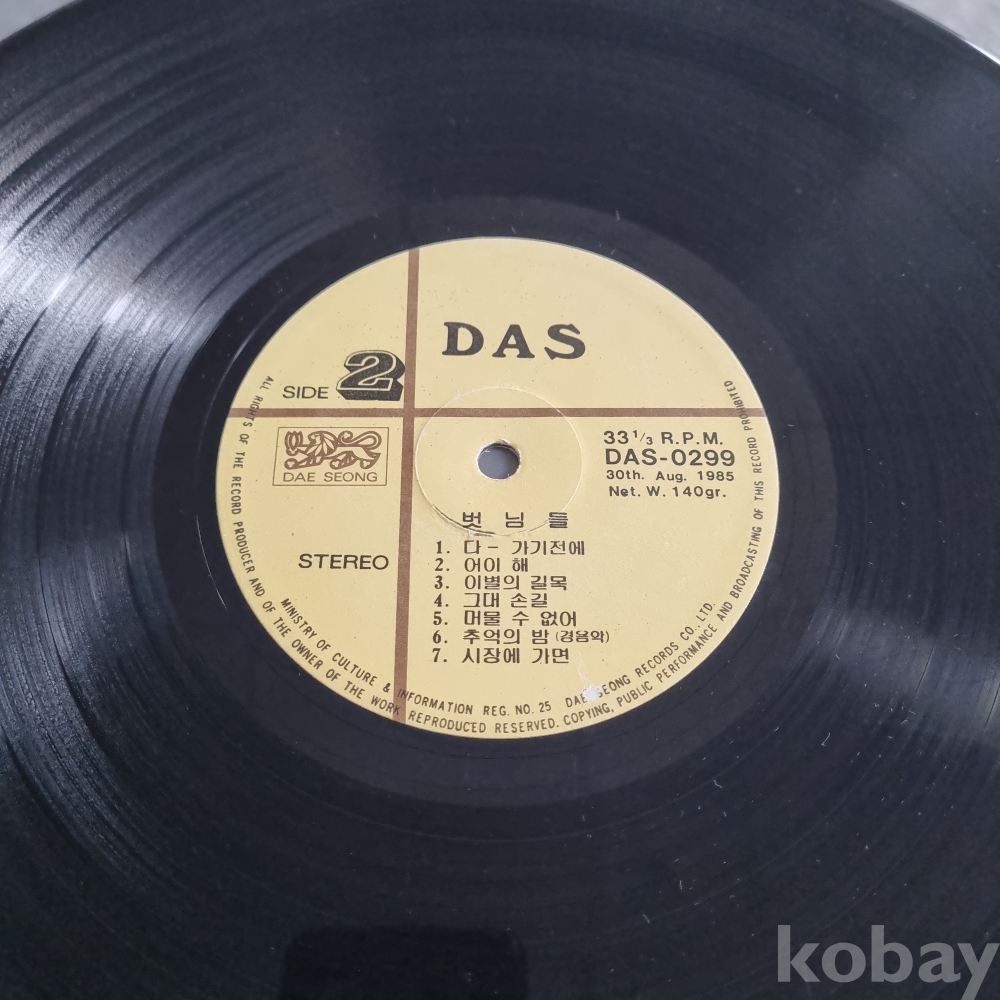 DAS
SIDE 2
DAE SEONG
33 1/3 R.P.M.
DAS-0299
30th. Aug. 1985
Net. W. 140gr.
STEREO
벗 님 들
1. 다 - 가기전에
2. 어이 해
3. 이별의 길목
4. 그대 손길
5. 머물 수 없어
6. 추억의 밤 (경음악)
7. 시장에 가면
MINISTRY OF CULTURE & INFORMATION REG. NO. 25 DAE SEONG RECORDS CO., LTD.
ALL RIGHTS OF THE RECORD PRODUCER AND OF THE OWNER OF THE WORK REPRODUCED RESERVED. COPYING, PUBLIC PERFORMANCE AND BROADCASTING OF THIS RECORD PROHIBITED
kobay